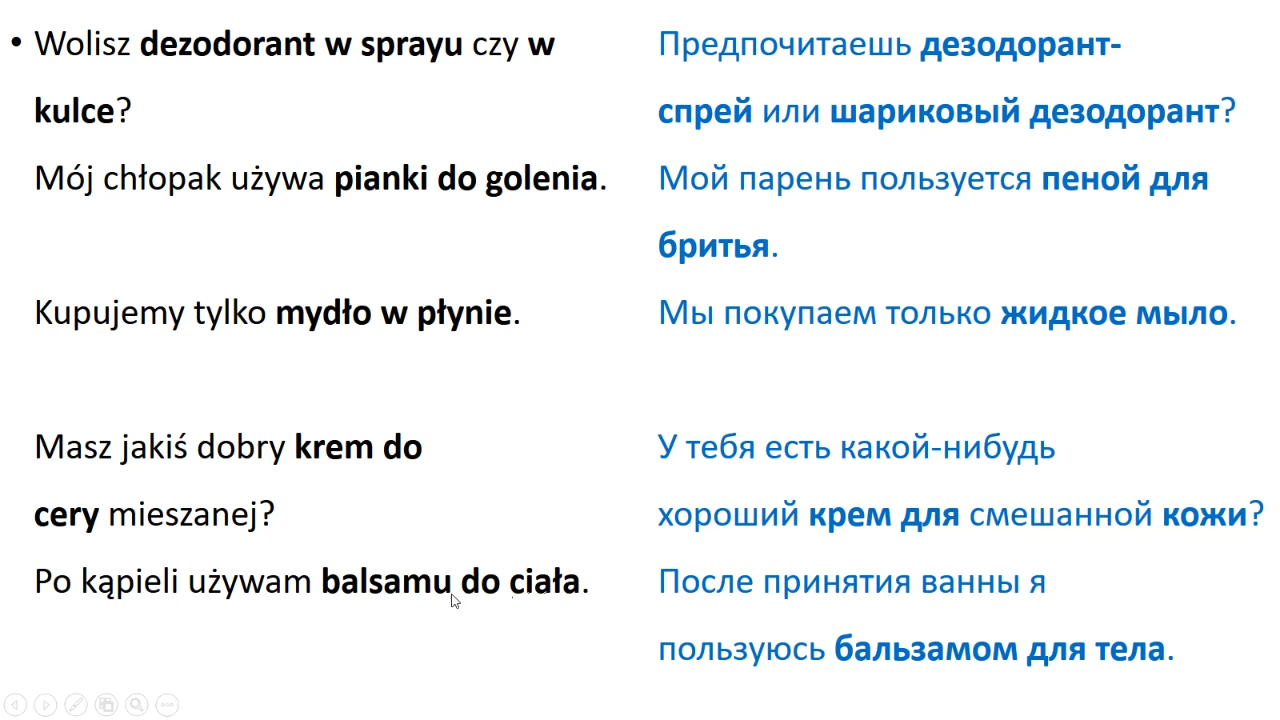 • Wolisz dezodorant w sprayu czy w
kulce?
Mój chłopak używa pianki do golenia.
Kupujemy tylko mydło w płynie.
Masz jakiś dobry krem do
cery mieszanej?
Po kąpieli używam balsamu do ciała.
Предпочитаешь дезодорант-
спрей или шариковый дезодорант?
Мой парень пользуется пеной для
бритья.
Мы покупаем только жидкое мыло.
У тебя есть какой-нибудь
хороший крем для смешанной кожи?
После принятия ванны я
пользуюсь бальзамом для тела.